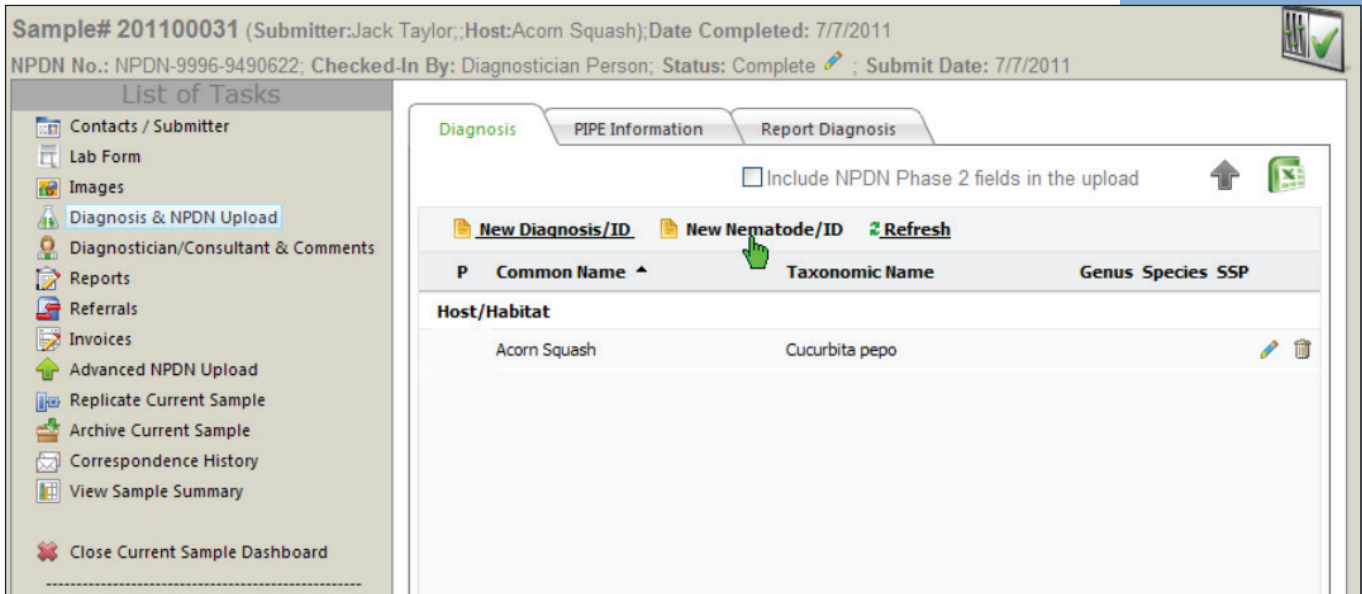 Sample# 201100031 (Submitter:Jack Taylor;;Host:Acorn Squash);Date Completed: 7/7/2011
NPDN No.: NPDN-9996-9490622; Checked-In By: Diagnostician Person; Status: Complete ; Submit Date: 7/7/2011
List of Tasks
Contacts / Submitter
Lab Form
Images
Diagnosis & NPDN Upload
Diagnostician/Consultant & Comments
Reports
Referrals
Invoices
Advanced NPDN Upload
Replicate Current Sample
Archive Current Sample
Correspondence History
View Sample Summary
Close Current Sample Dashboard
----------------------------------------------------
Diagnosis PIPE Information Report Diagnosis
Include NPDN Phase 2 fields in the upload
New Diagnosis/ID New Nematode/ID Refresh
P Common Name Taxonomic Name Genus Species SSP
Host/Habitat
Acorn Squash Cucurbita pepo